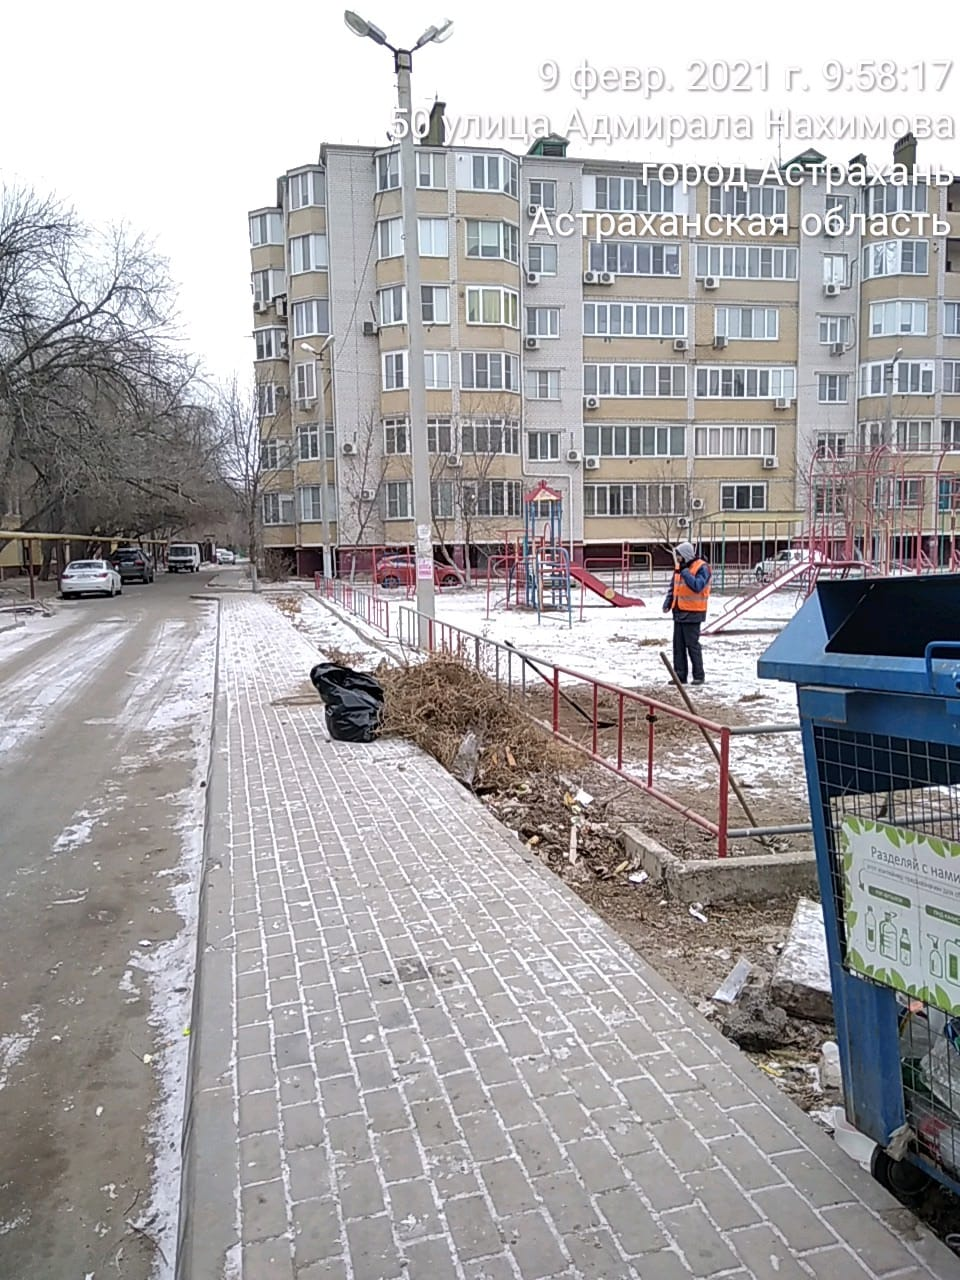 9 февр. 2021 г. 9:58:17
50 улица Адмирала Нахимова
город Астрахань
Астраханская область
Разделяй с нами